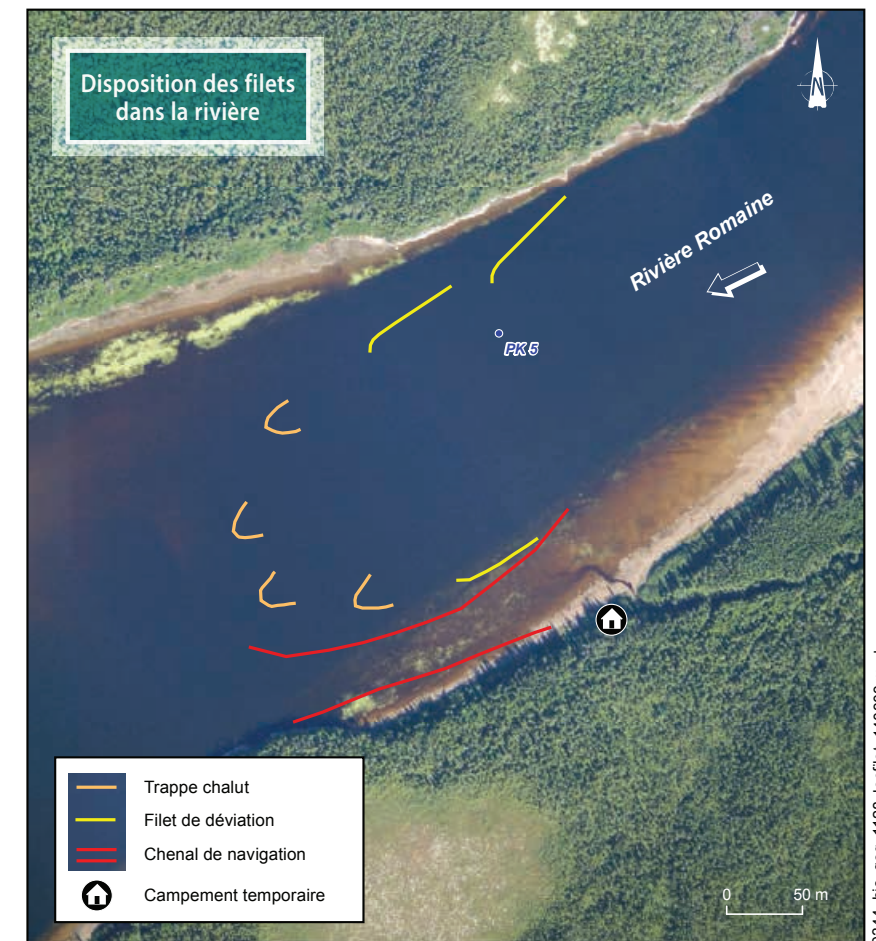 Disposition des filets
dans la rivière
N
Rivière Romaine
PK 5
Trappe chalut
Filet de déviation
Chenal de navigation
Campement temporaire
0 50 m